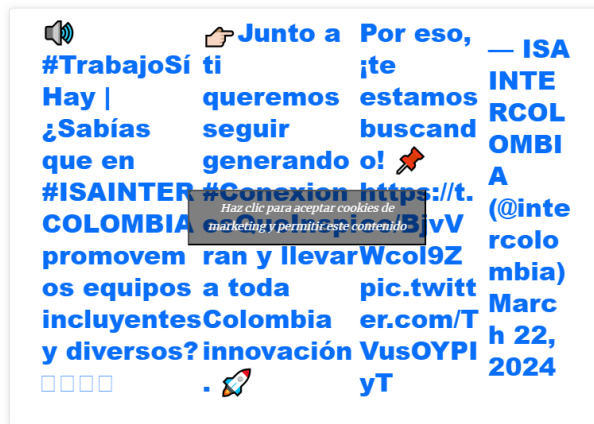 🔊
#TrabajoSí
Hay |
¿Sabías
que en
#ISAINTER
COLOMBIA
promovem
os equipos
incluyentes
y diversos?
👉🏻Junto a
ti
queremos
seguir
generando
#Conexion
ran y llevar
a toda
Colombia
innovación
. 🚀
Por eso,
¡te
estamos
buscand
o! 📌
https://t.
BjvV
Wcol9Z
pic.twitt
er.com/T
VusOYPI
yT
— ISA
INTE
RCOL
OMBI
A
(@inte
rcolo
mbia)
Marc
h 22,
2024
Haz clic para aceptar cookies de
marketing y permitir este contenido